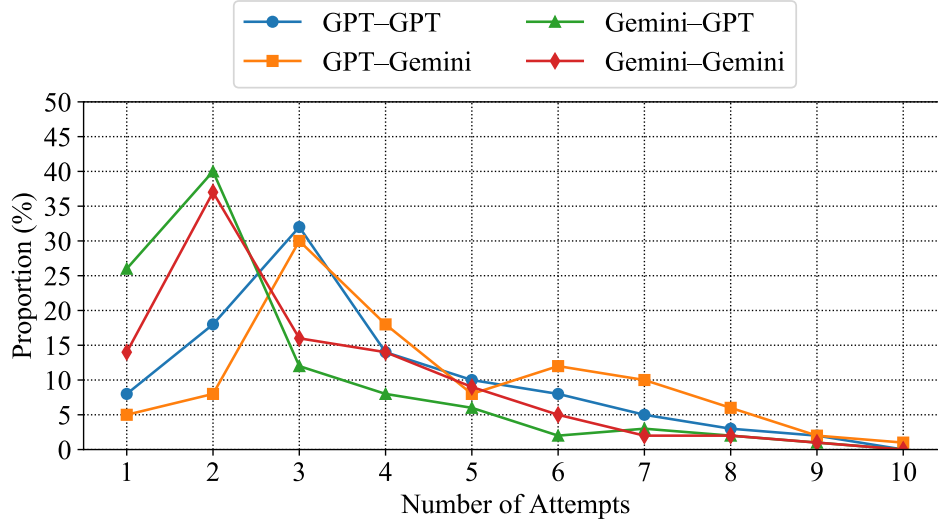 GPT–GPT
GPT–Gemini
Gemini–GPT
Gemini–Gemini
Proportion (%)
50
45
40
35
30
25
20
15
10
5
0
1 2 3 4 5 6 7 8 9 10
Number of Attempts